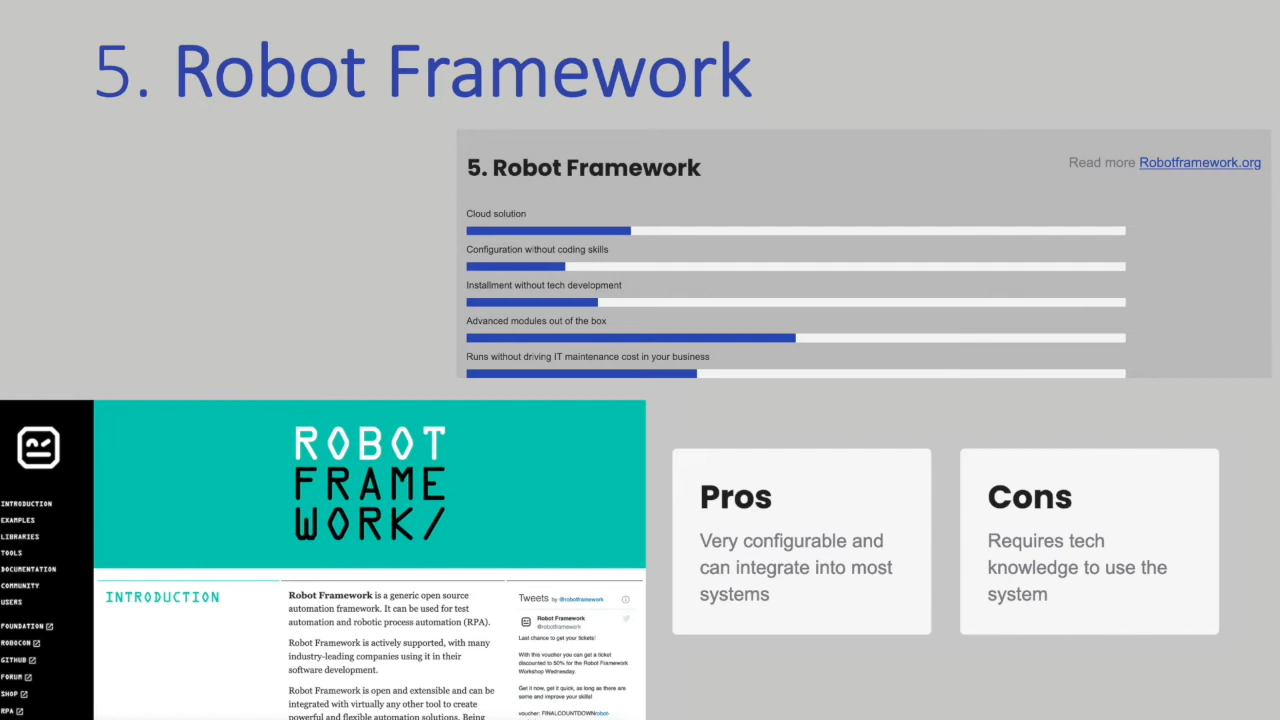 5. Robot Framework
5. Robot Framework
Read more Robotframework.org
Cloud solution
Configuration without coding skills
Installment without tech development
Advanced modules out of the box
Runs without driving IT maintenance cost in your business
INTRODUCTION
EXAMPLES
LIBRARIES
TOOLS
DOCUMENTATION
COMMUNITY
USERS
FOUNDATION
ROBOCON
GITHUB
FORUM
SHOP
RPA
ROBOT
FRAME
WORK/
INTRODUCTION
Robot Framework is a generic open source
automation framework. It can be used for test
automation and robotic process automation (RPA).
Robot Framework is actively supported, with many
industry-leading companies using it in their
software development.
Robot Framework is open and extensible and can be
integrated with virtually any other tool to create
powerful and flexible automation solutions. Being
Tweets by @robotframework
Robot Framework
@robotframework
Last chance to get your tickets!
With this voucher you can get a ticket
discounted to 50% for the Robot Framework
Workshop Wednesday.
Get it now, get it quick, as long as there are
some and improve your skills!
voucher: FINALCOUNTDOWNrobot-
Pros
Very configurable and
can integrate into most
systems
Cons
Requires tech
knowledge to use the
system